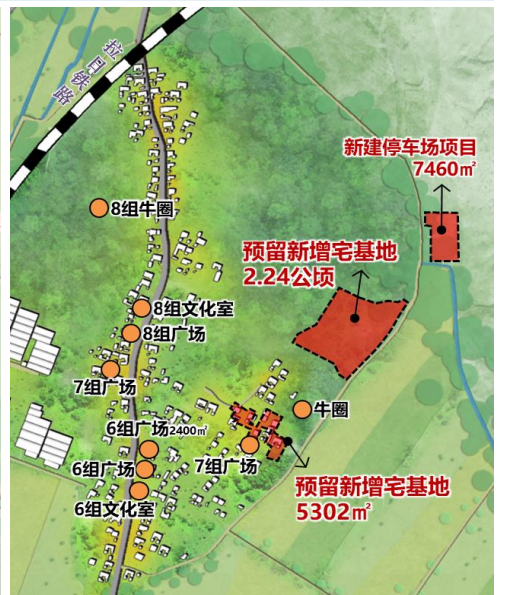 拉日铁路
新建停车场项目
7460㎡
8组牛圈
预留新增宅基地
2.24公顷
8组文化室
8组广场
7组广场
牛圈
6组广场2400㎡
7组广场
6组广场
6组文化室
预留新增宅基地
5302㎡